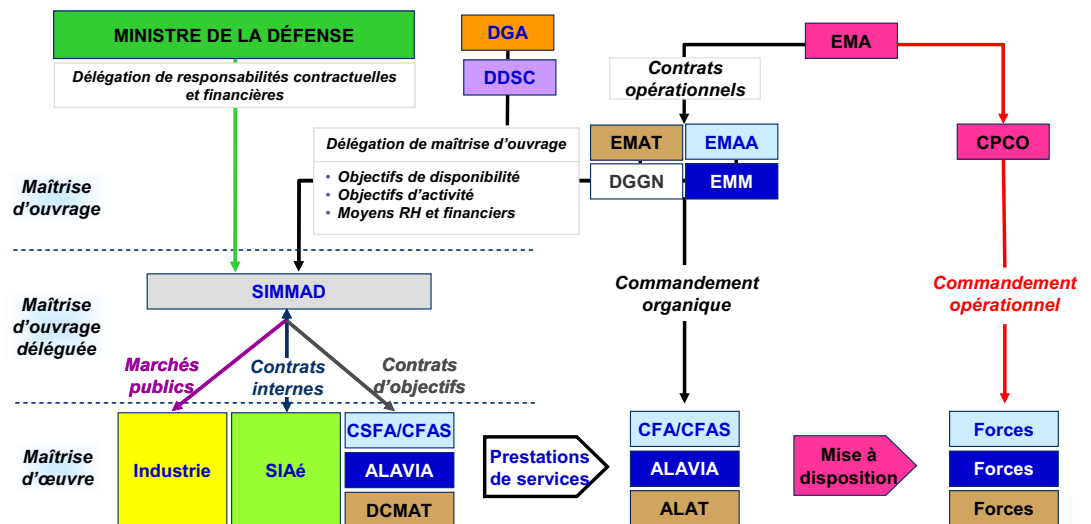 MINISTRE DE LA DÉFENSE
Délégation de responsabilités contractuelles
et financières
DGA
DDSC
EMA
Contrats
opérationnels
EMAT
EMAA
DGGN
EMM
CPCO
Délégation de maîtrise d'ouvrage
• Objectifs de disponibilité
• Objectifs d'activité
• Moyens RH et financiers
Maîtrise
d'ouvrage
SIMMAD
Maîtrise
d'ouvrage
déléguée
Commandement
organique
Commandement
opérationnel
Marchés
publics
Contrats
internes
Contrats
d'objectifs
Maîtrise
d'œuvre
Industrie
SIAé
CSFA/CFAS
ALAVIA
DCMAT
Prestations
de services
CFA/CFAS
ALAVIA
ALAT
Mise à
disposition
Forces
Forces
Forces